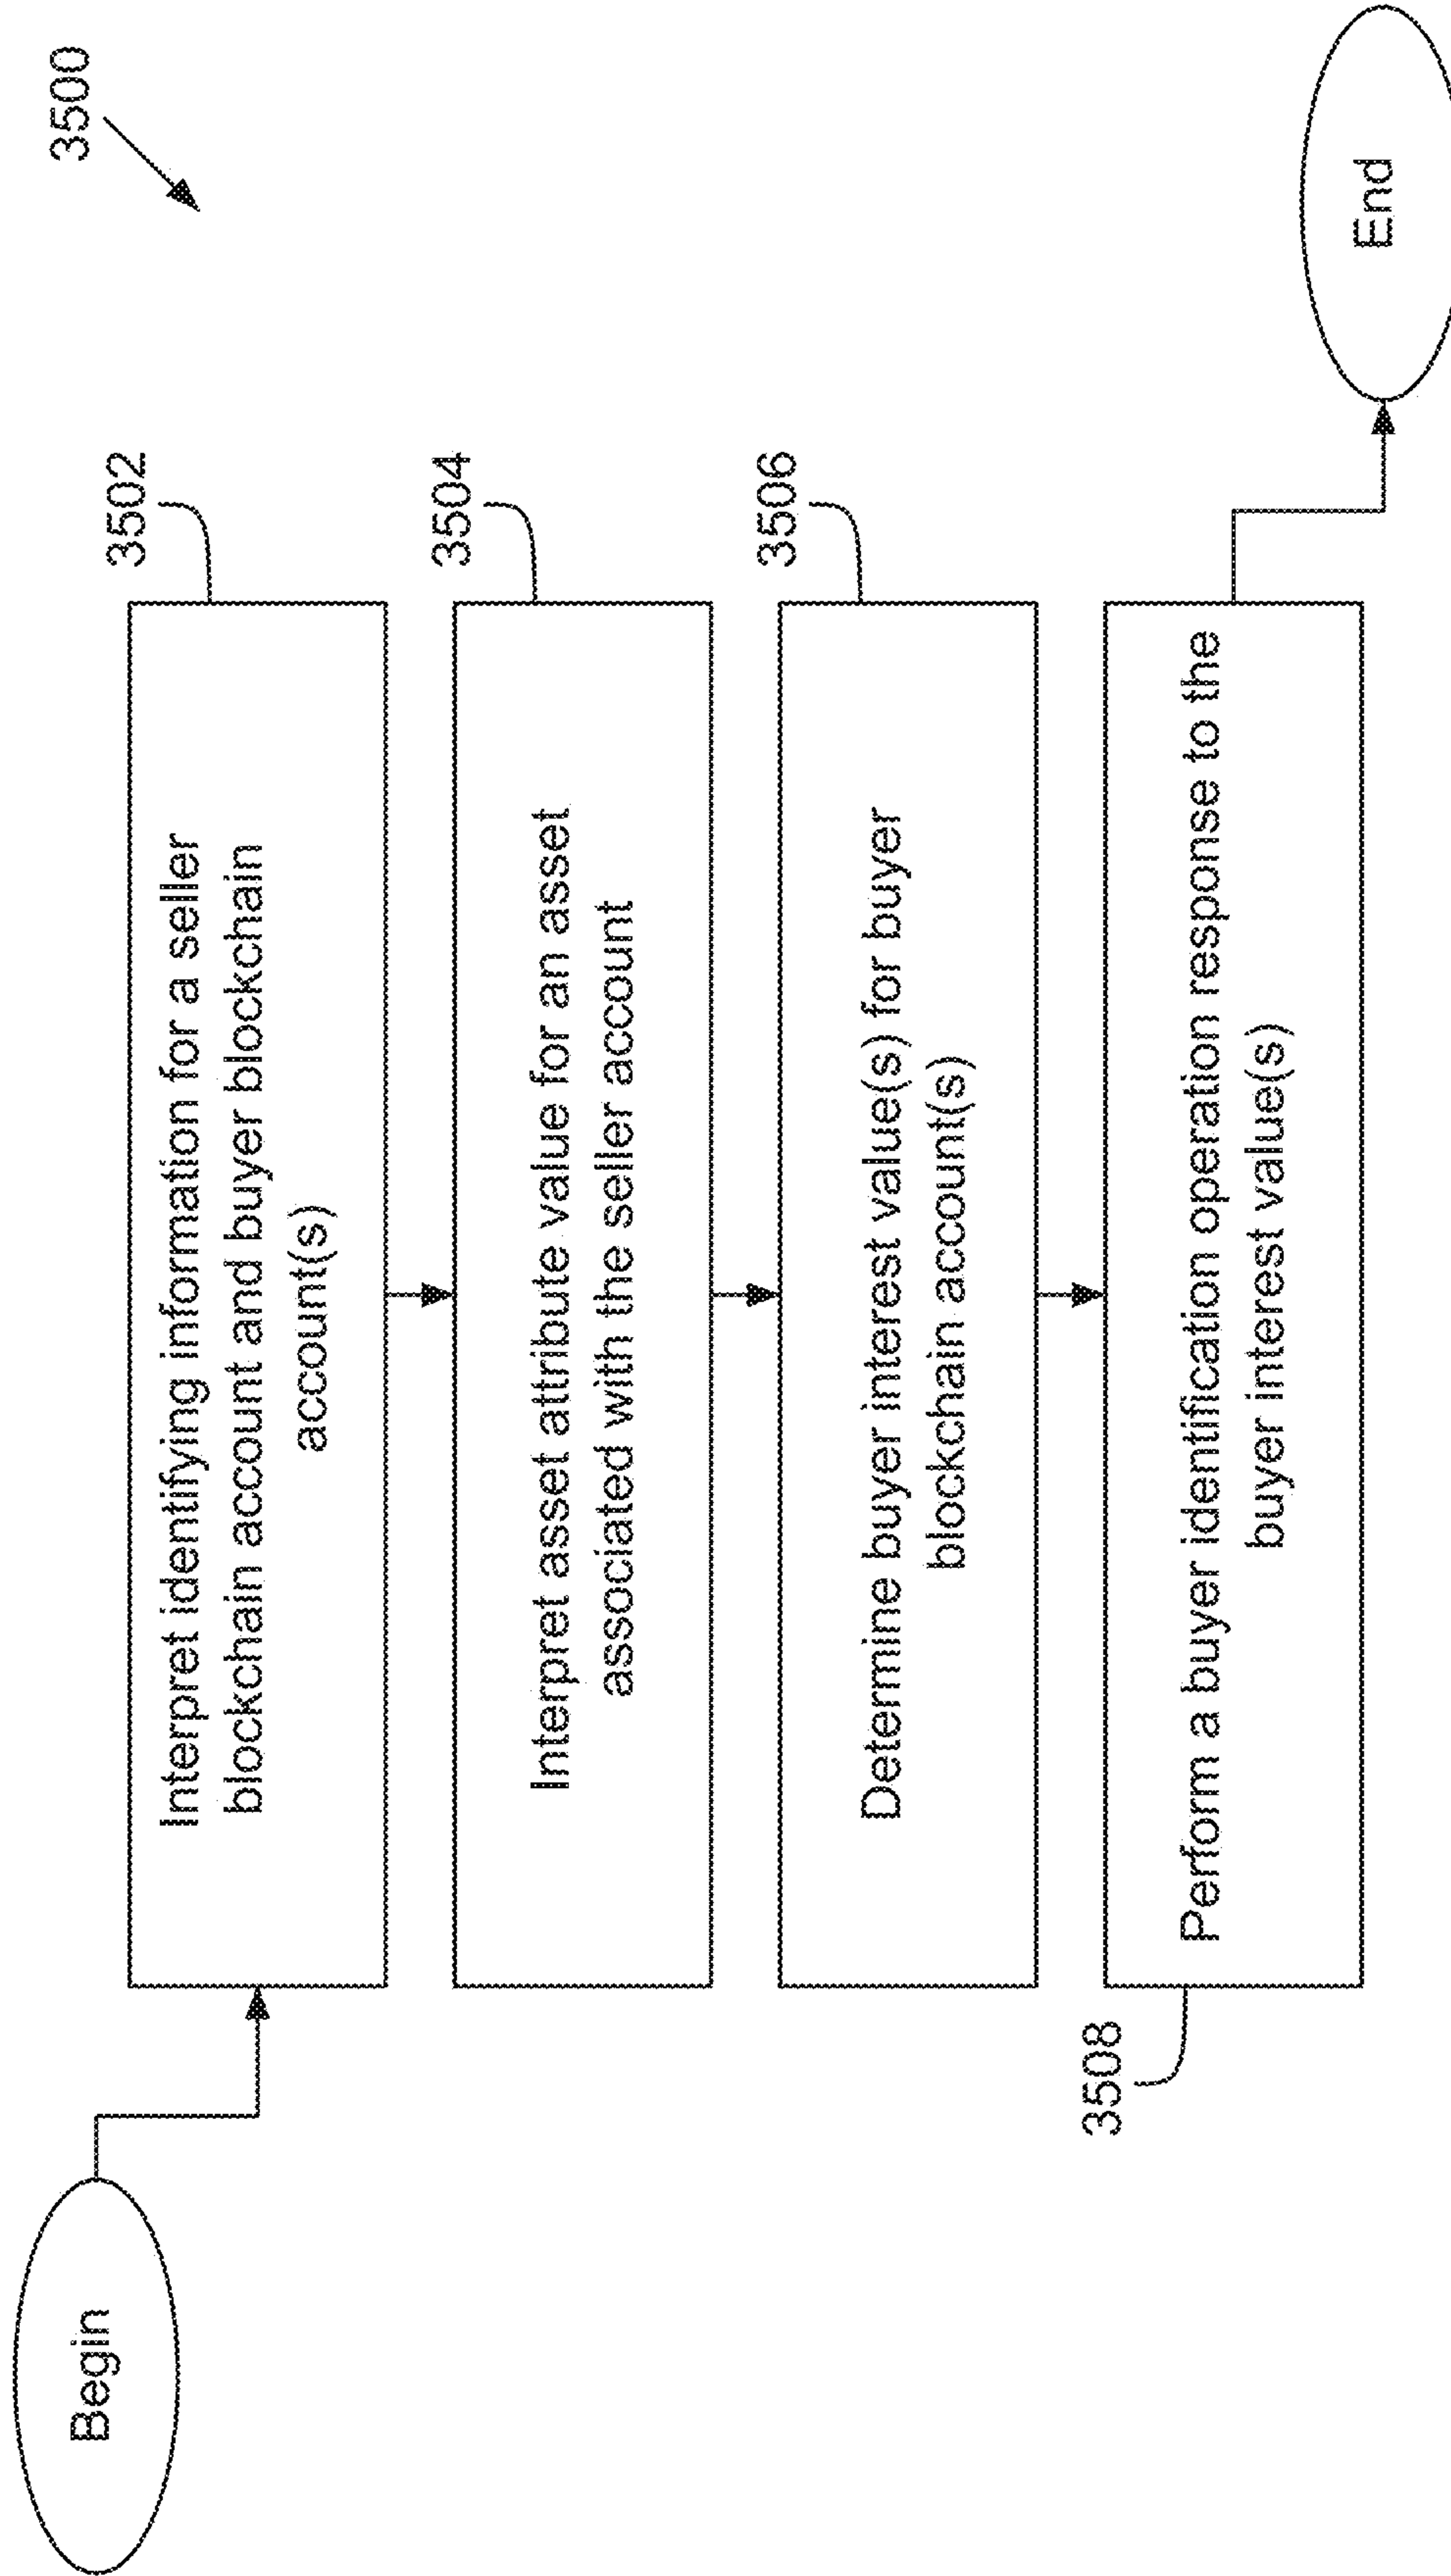 3500
Begin
3502
Interpret identifying information for a seller
blockchain account and buyer blockchain
account(s)
3504
Interpret asset attribute value for an asset
associated with the seller account
3506
Determine buyer interest value(s) for buyer
blockchain account(s)
3508
Perform a buyer identification operation response to the
buyer interest value(s)
End